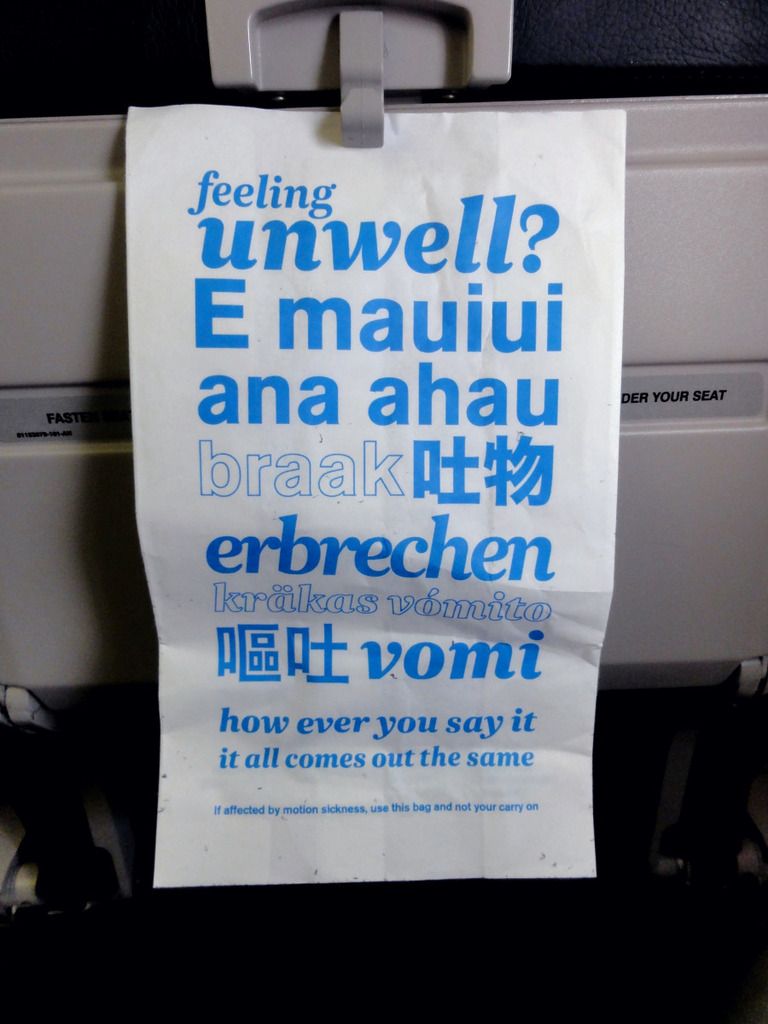 feeling
unwell?
E mauiui
ana ahau
FASTEN
DER YOUR SEAT
braak吐物
erbrechen
kräkas vómito
嘔吐 vomi
how ever you say it
it all comes out the same
If affected by motion sickness, use this bag and not your carry on